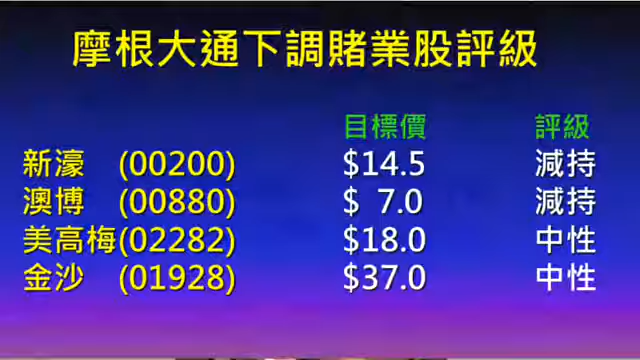 摩根大通下調賭業股評級
目標價 評級
新濠 (00200) $14.5 減持
澳博 (00880) $ 7.0 減持
美高梅(02282) $18.0 中性
金沙 (01928) $37.0 中性